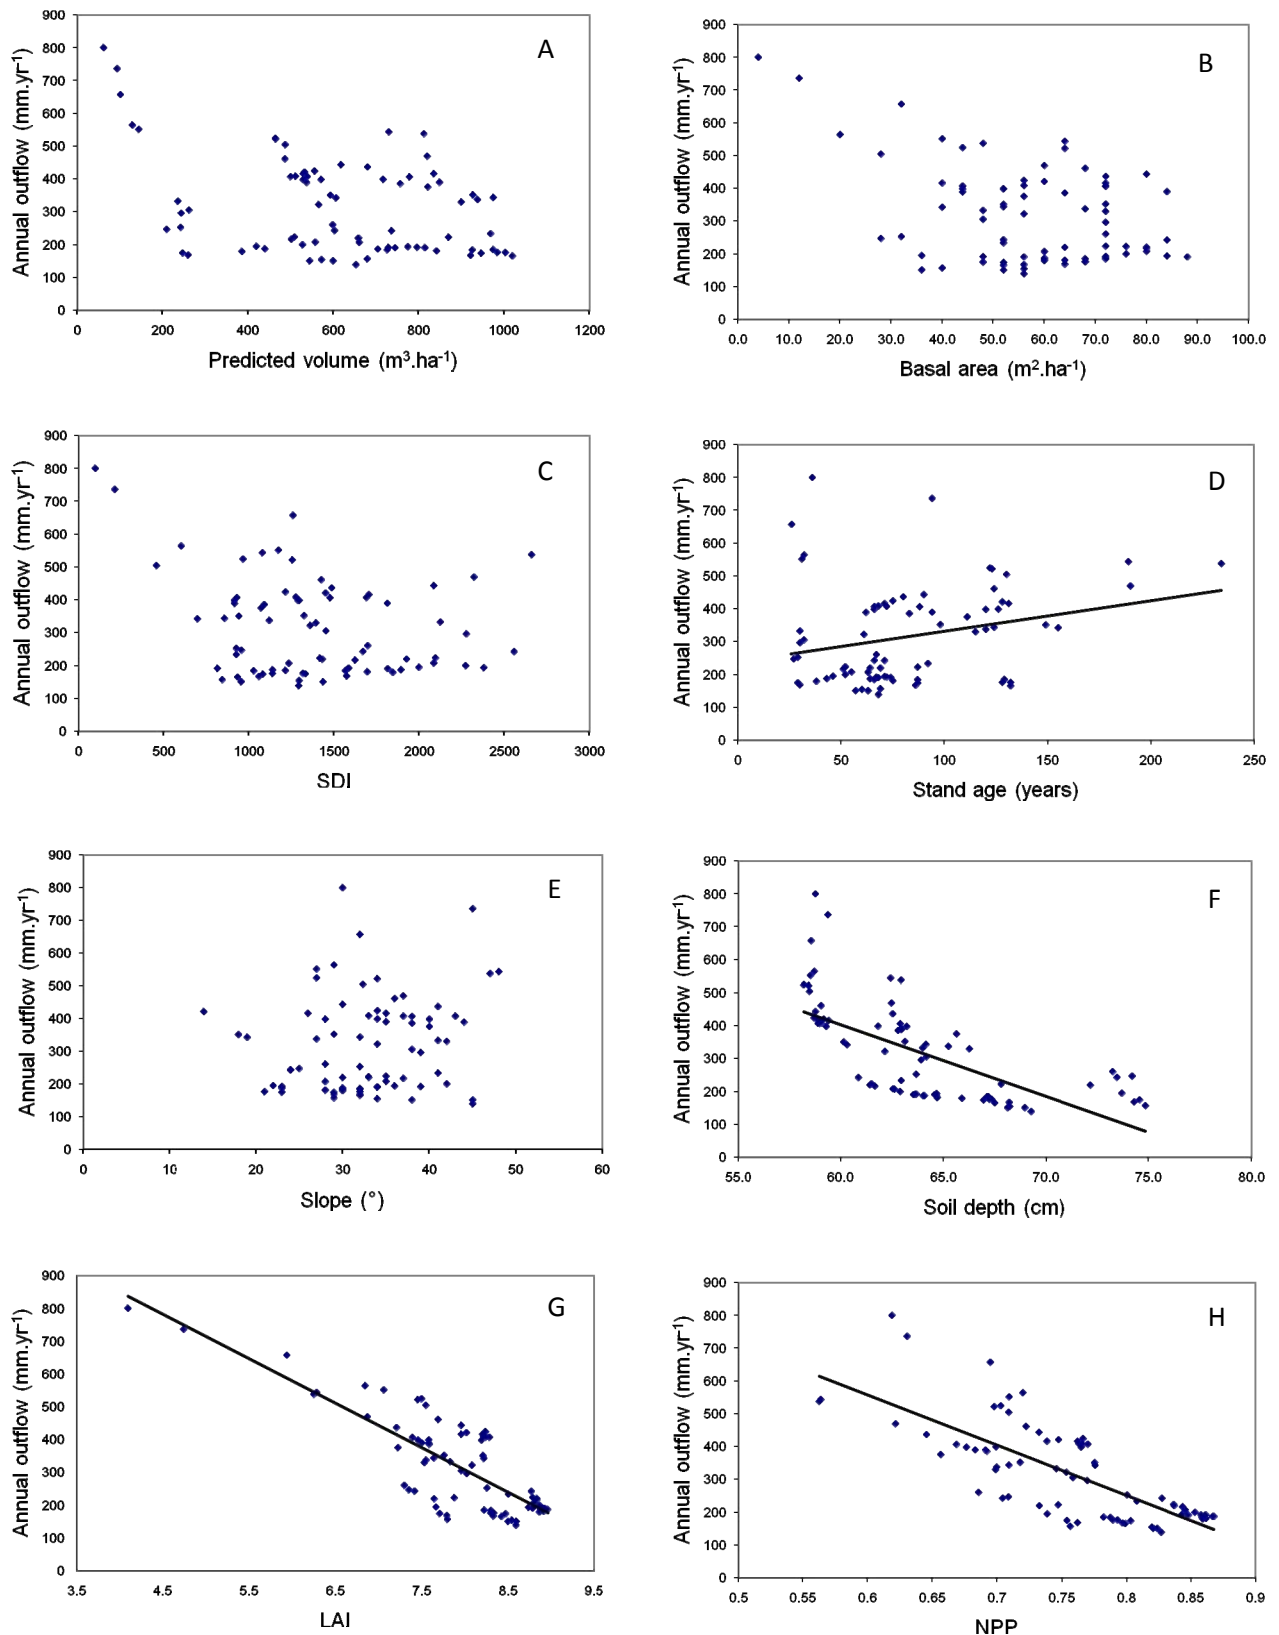 A
Annual outflow (mm.yr⁻¹)
900
800
700
600
500
400
300
200
100
0
0 200 400 600 800 1000 1200
Predicted volume (m³.ha⁻¹)
B
Annual outflow (mm.yr⁻¹)
900
800
700
600
500
400
300
200
100
0
0.0 10.0 20.0 30.0 40.0 50.0 60.0 70.0 80.0 90.0 100.0
Basal area (m².ha⁻¹)
C
Annual outflow (mm.yr⁻¹)
900
800
700
600
500
400
300
200
100
0
0 500 1000 1500 2000 2500 3000
SDI
D
Annual outflow (mm.yr⁻¹)
900
800
700
600
500
400
300
200
100
0
0 50 100 150 200 250
Stand age (years)
E
Annual outflow (mm.yr⁻¹)
900
800
700
600
500
400
300
200
100
0
0 10 20 30 40 50 60
Slope (°)
F
Annual outflow (mm.yr⁻¹)
900
800
700
600
500
400
300
200
100
0
55.0 60.0 65.0 70.0 75.0 80.0
Soil depth (cm)
G
Annual outflow (mm.yr⁻¹)
900
800
700
600
500
400
300
200
100
0
3.5 4.5 5.5 6.5 7.5 8.5 9.5
LAI
H
Annual outflow (mm.yr⁻¹)
900
800
700
600
500
400
300
200
100
0
0.5 0.55 0.6 0.65 0.7 0.75 0.8 0.85 0.9
NPP